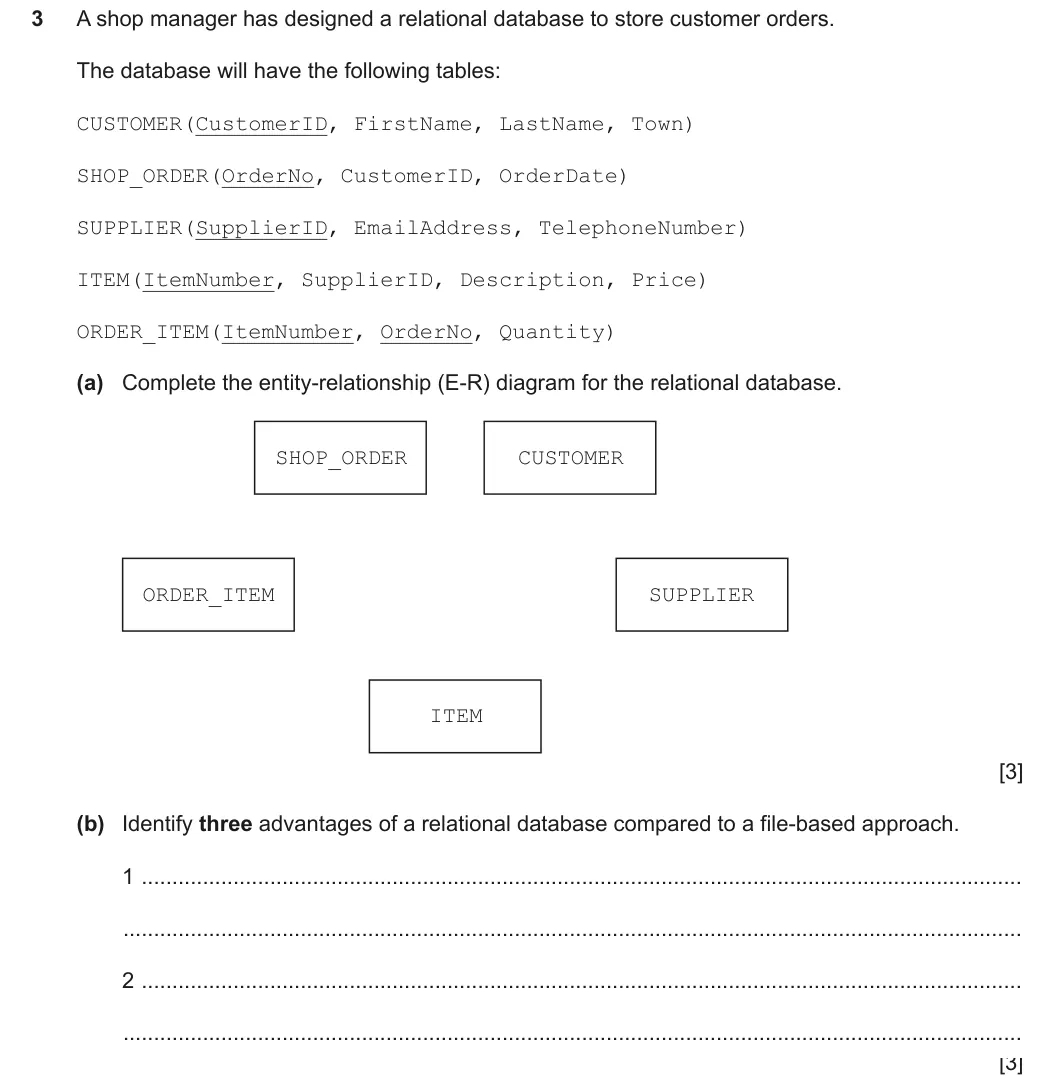 3 A shop manager has designed a relational database to store customer orders.
The database will have the following tables:
CUSTOMER(CustomerID, FirstName, LastName, Town)
SHOP_ORDER(OrderNo, CustomerID, OrderDate)
SUPPLIER(SupplierID, EmailAddress, TelephoneNumber)
ITEM(ItemNumber, SupplierID, Description, Price)
ORDER_ITEM(ItemNumber, OrderNo, Quantity)
(a) Complete the entity-relationship (E-R) diagram for the relational database.
SHOP_ORDER CUSTOMER
ORDER_ITEM SUPPLIER
ITEM
[3]
(b) Identify three advantages of a relational database compared to a file-based approach.
1 ................................................................................................................................................
................................................................................................................................................
2 ................................................................................................................................................
................................................................................................................................................
[3]